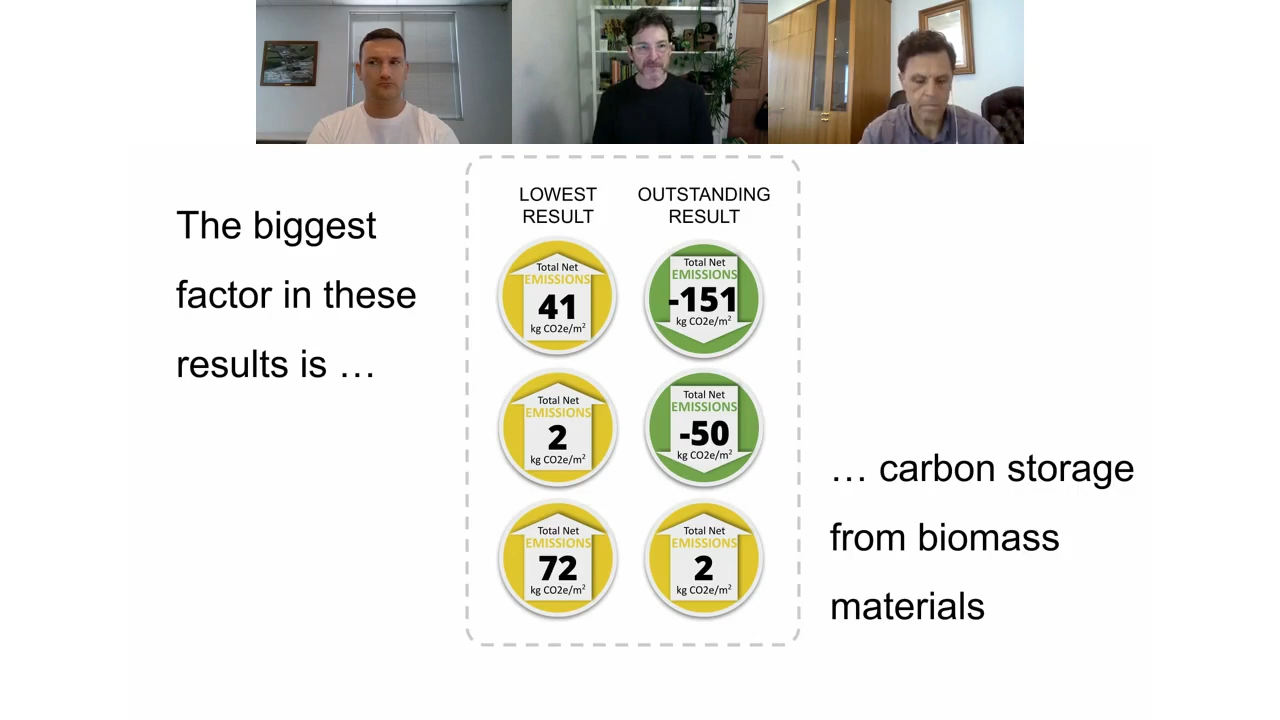 The biggest
factor in these
results is …
LOWEST
RESULT
OUTSTANDING
RESULT
Total Net
EMISSIONS
41
kg CO2e/m²
Total Net
EMISSIONS
-151
kg CO2e/m²
Total Net
EMISSIONS
2
kg CO2e/m²
Total Net
EMISSIONS
-50
kg CO2e/m²
Total Net
EMISSIONS
72
kg CO2e/m²
Total Net
EMISSIONS
2
kg CO2e/m²
… carbon storage
from biomass
materials